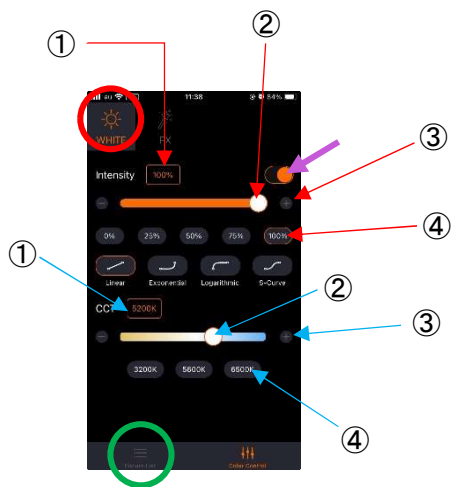 ①
②
11:38
54%
WHITE
FX
③
Intensity
100%
④
0%
25%
50%
75%
100%
①
Linear
Exponential
Logarithmic
S-Curve
②
CCT
5200K
③
3200K
5600K
6500K
④
Color Control